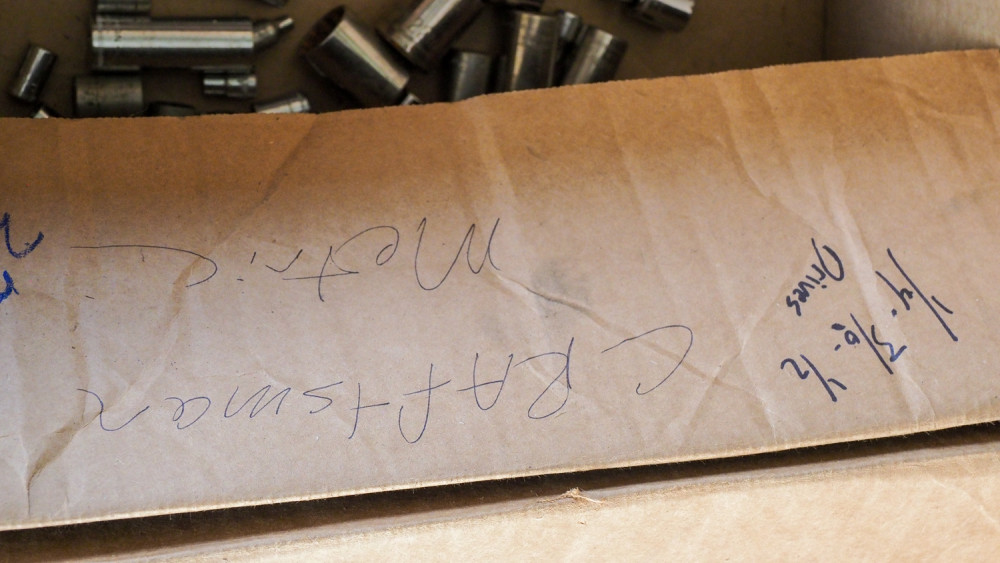 1/4 - 3/8 - 1/2
Drives
CRAftsman
Metric